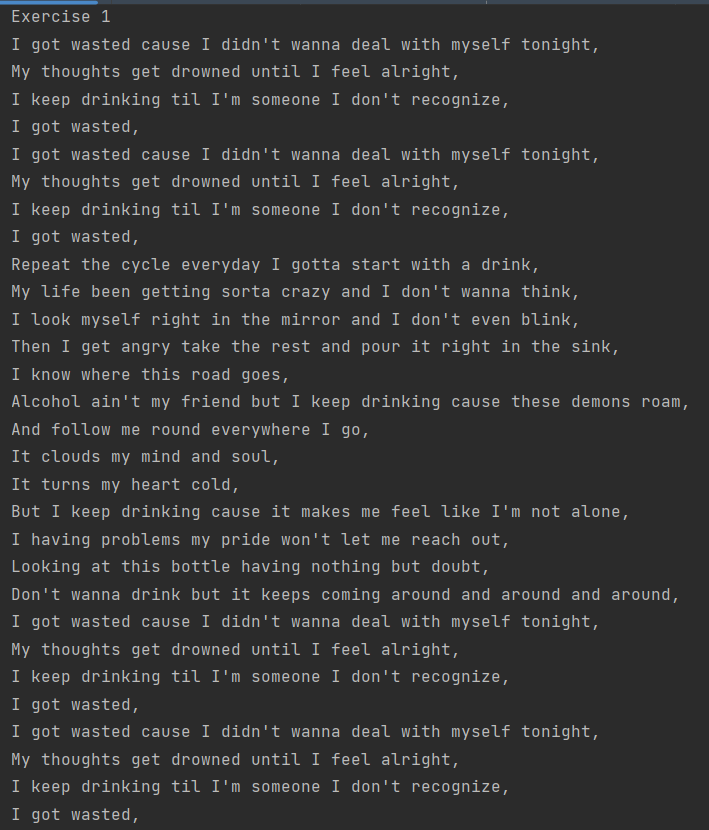 Exercise 1
I got wasted cause I didn't wanna deal with myself tonight,
My thoughts get drowned until I feel alright,
I keep drinking til I'm someone I don't recognize,
I got wasted,
I got wasted cause I didn't wanna deal with myself tonight,
My thoughts get drowned until I feel alright,
I keep drinking til I'm someone I don't recognize,
I got wasted,
Repeat the cycle everyday I gotta start with a drink,
My life been getting sorta crazy and I don't wanna think,
I look myself right in the mirror and I don't even blink,
Then I get angry take the rest and pour it right in the sink,
I know where this road goes,
Alcohol ain't my friend but I keep drinking cause these demons roam,
And follow me round everywhere I go,
It clouds my mind and soul,
It turns my heart cold,
But I keep drinking cause it makes me feel like I'm not alone,
I having problems my pride won't let me reach out,
Looking at this bottle having nothing but doubt,
Don't wanna drink but it keeps coming around and around and around,
I got wasted cause I didn't wanna deal with myself tonight,
My thoughts get drowned until I feel alright,
I keep drinking til I'm someone I don't recognize,
I got wasted,
I got wasted cause I didn't wanna deal with myself tonight,
My thoughts get drowned until I feel alright,
I keep drinking til I'm someone I don't recognize,
I got wasted,